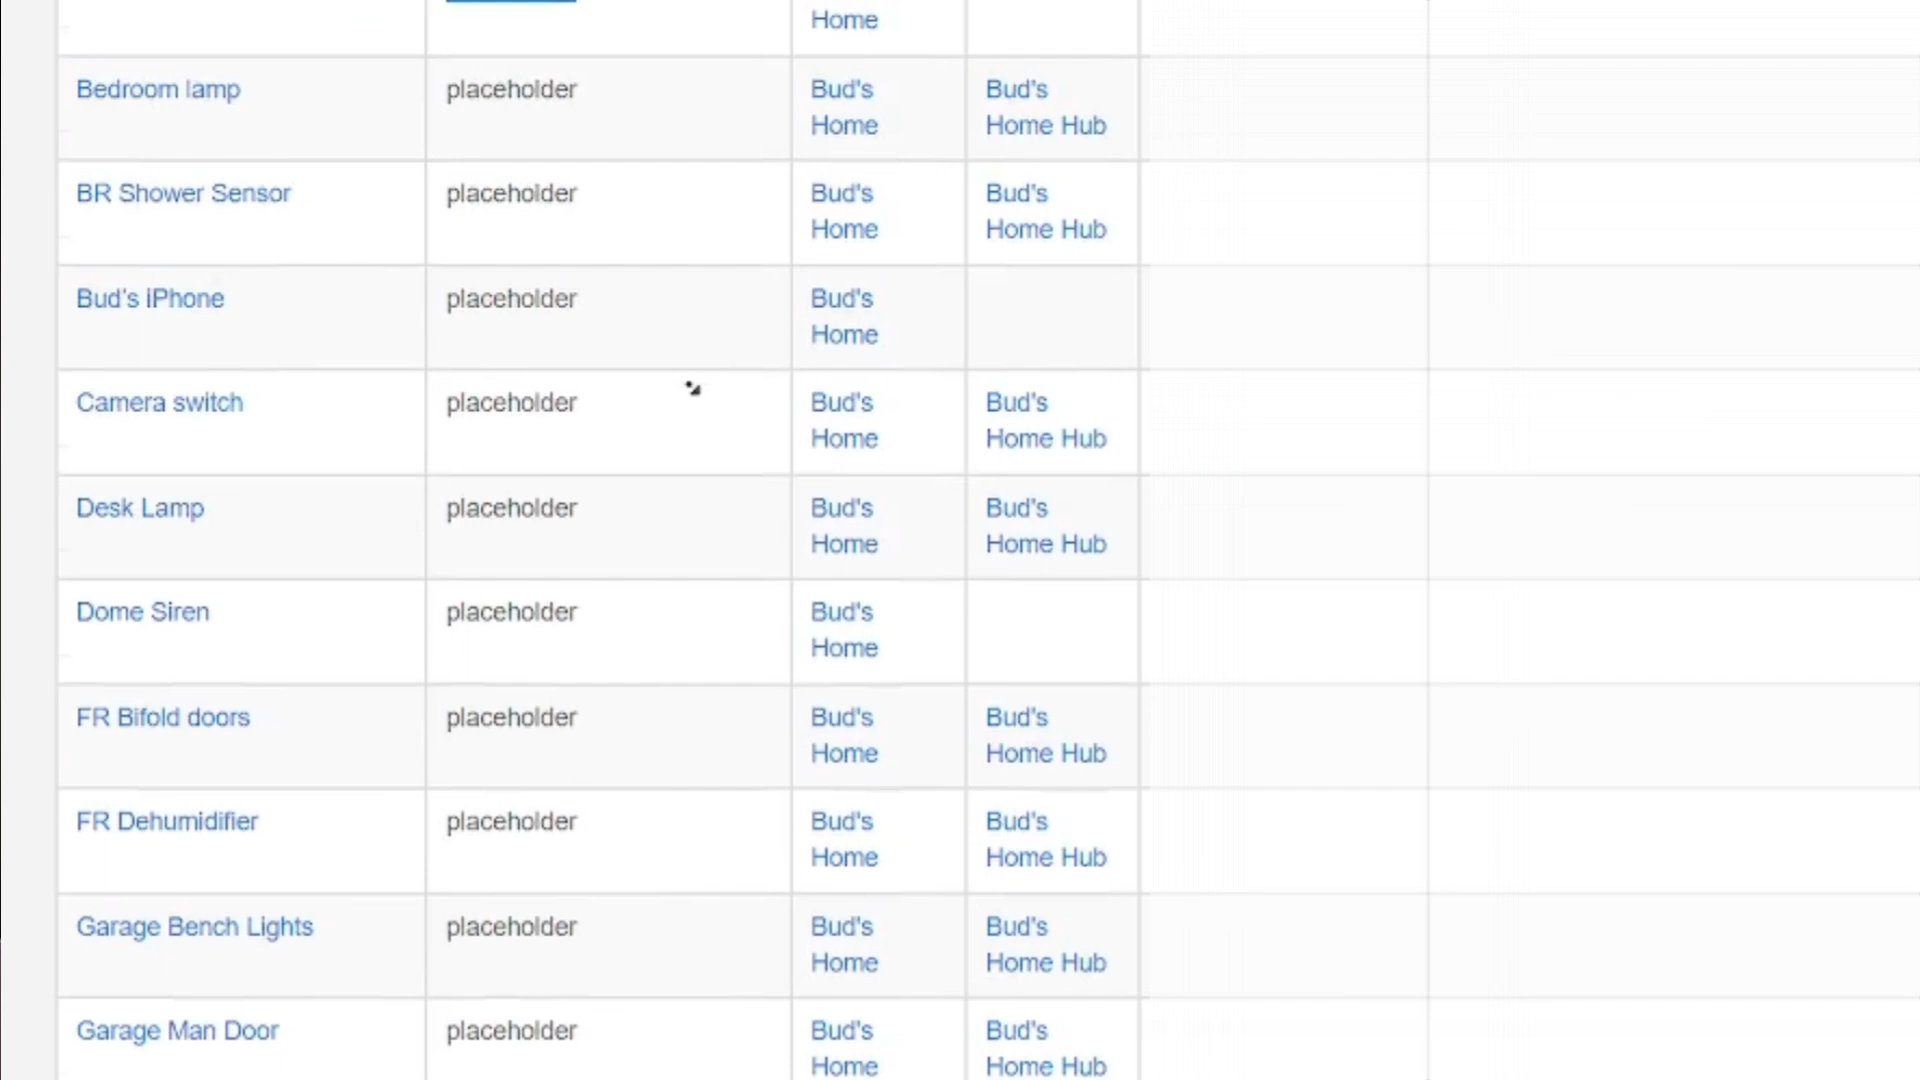 Home
Bedroom lamp placeholder Bud's Bud's
Home Home Hub
BR Shower Sensor placeholder Bud's Bud's
Home Home Hub
Bud's iPhone placeholder Bud's
Home
Camera switch placeholder Bud's Bud's
Home Home Hub
Desk Lamp placeholder Bud's Bud's
Home Home Hub
Dome Siren placeholder Bud's
Home
FR Bifold doors placeholder Bud's Bud's
Home Home Hub
FR Dehumidifier placeholder Bud's Bud's
Home Home Hub
Garage Bench Lights placeholder Bud's Bud's
Home Home Hub
Garage Man Door placeholder Bud's Bud's
Home Home Hub